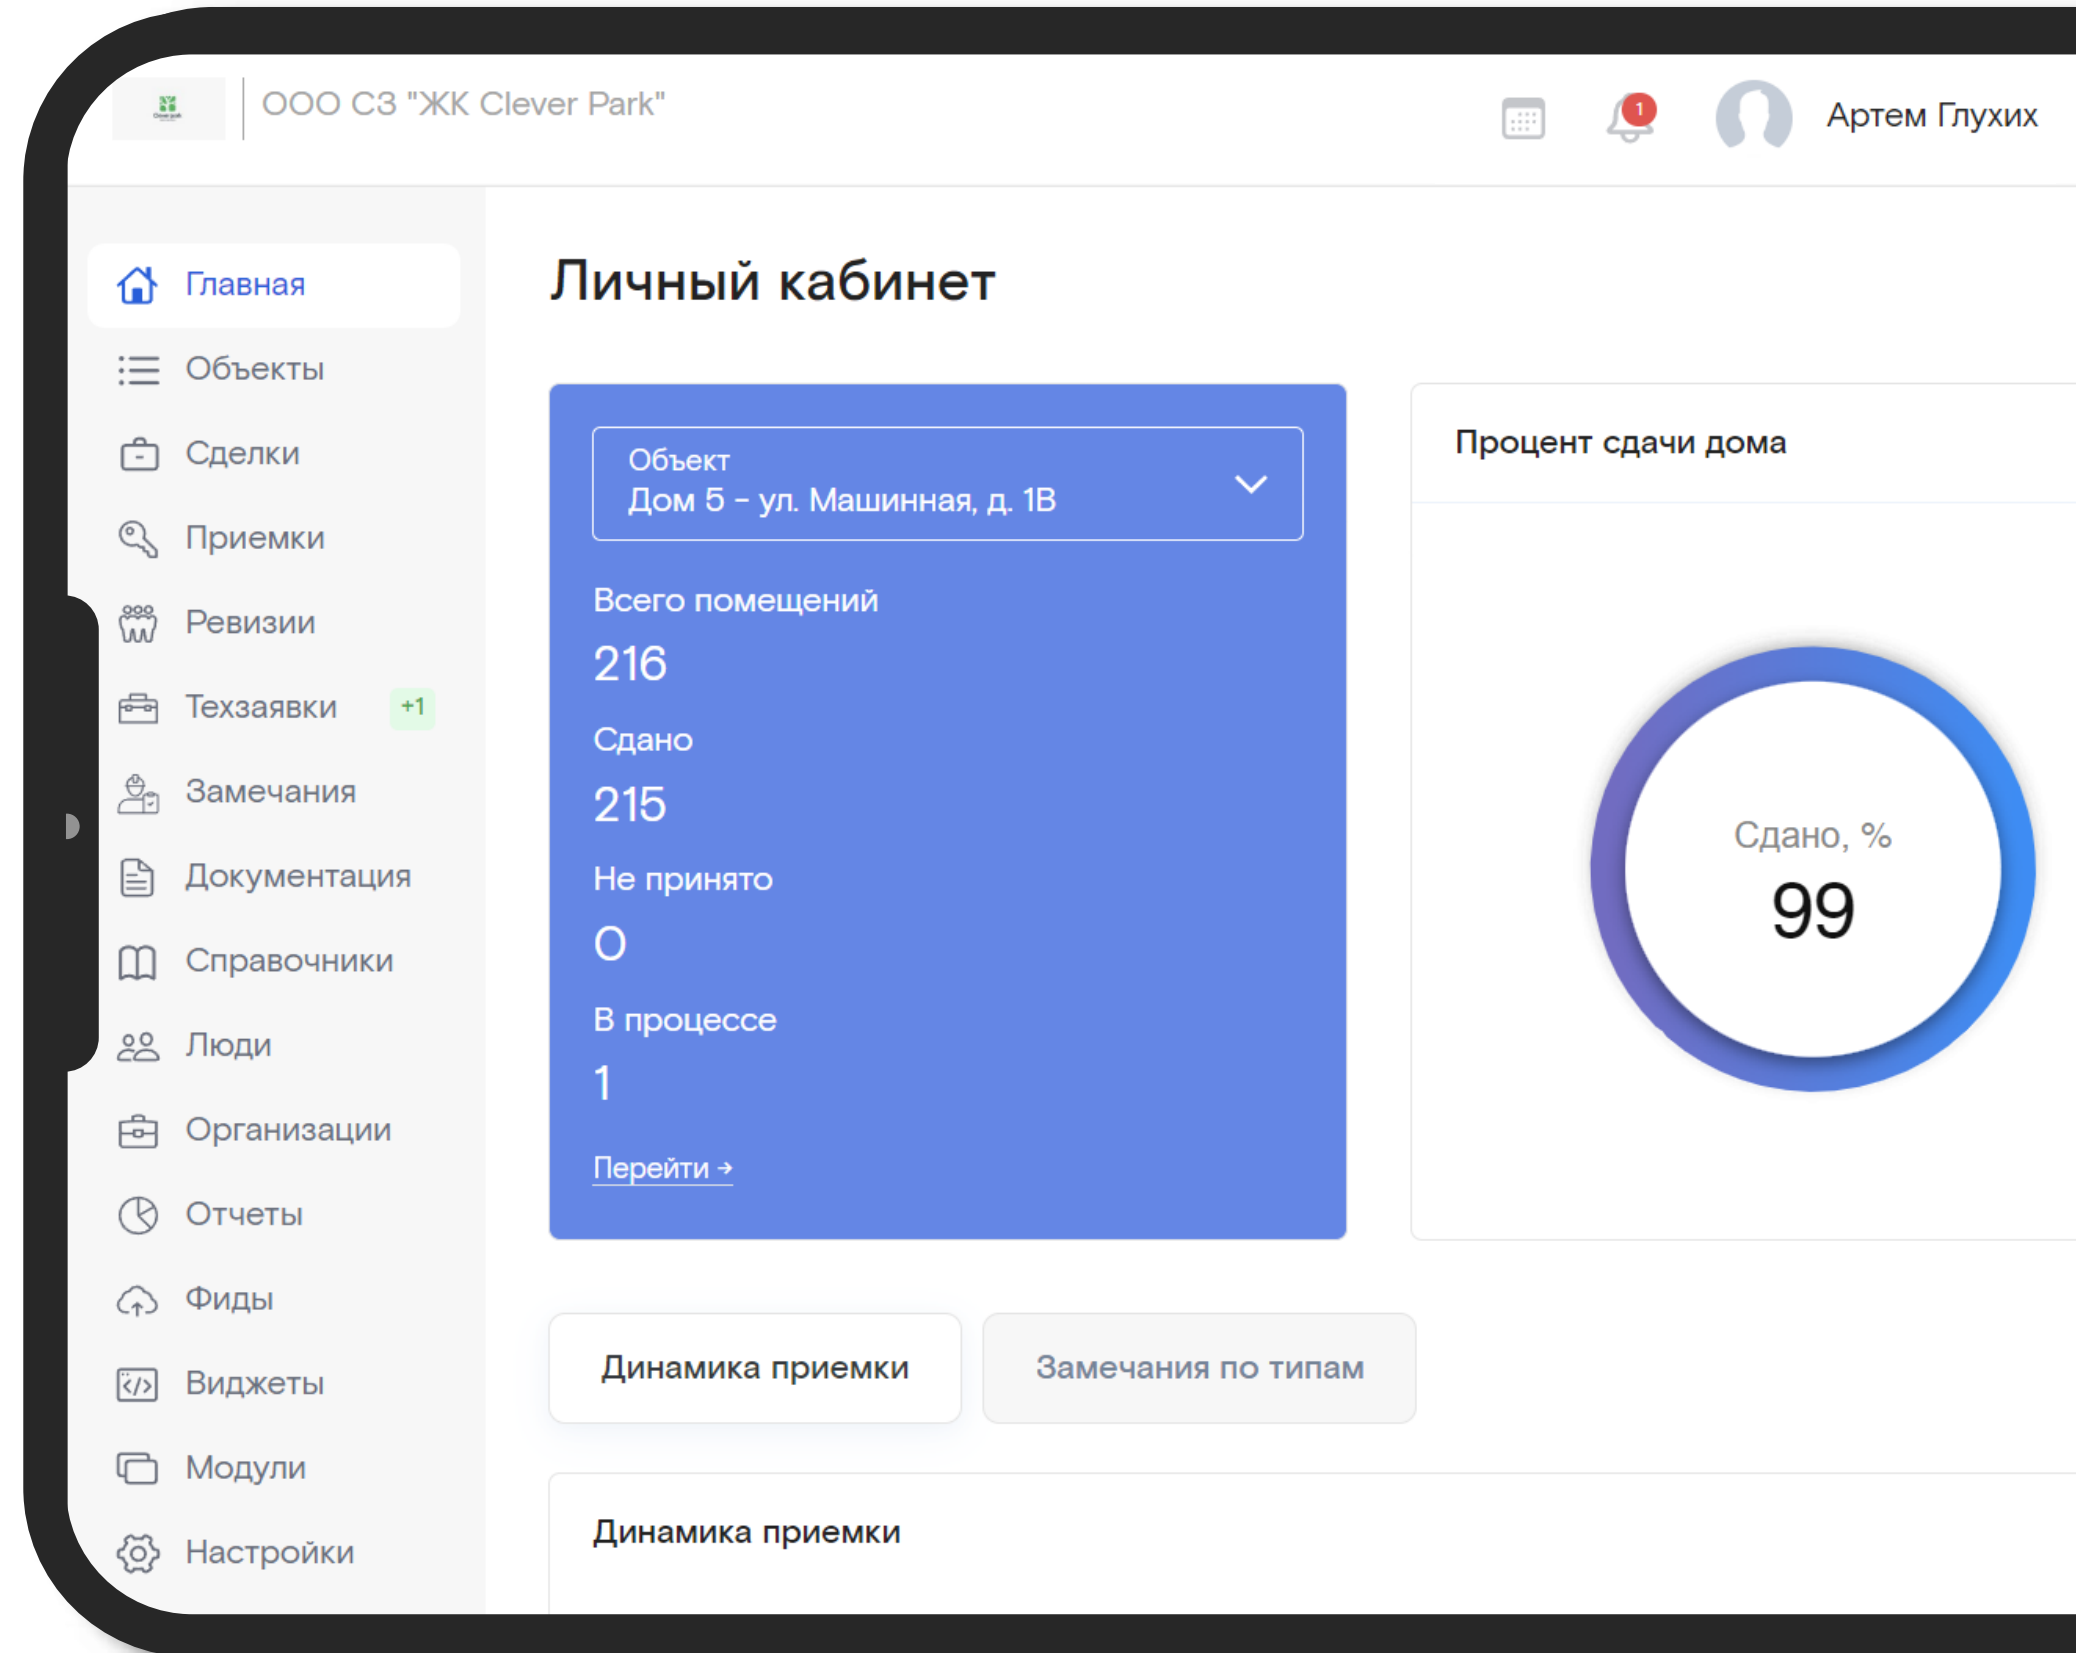 ООО СЗ "ЖК Clever Park"
1
Артем Глухих
Главная
Объекты
Сделки
Приемки
Ревизии
Техзаявки +1
Замечания
Документация
Справочники
Люди
Организации
Отчеты
Фиды
Виджеты
Модули
Настройки
Личный кабинет
Объект
Дом 5 - ул. Машинная, д. 1В
Всего помещений
216
Сдано
215
Не принято
0
В процессе
1
Перейти →
Процент сдачи дома
Сдано, %
99
Динамика приемки
Замечания по типам
Динамика приемки